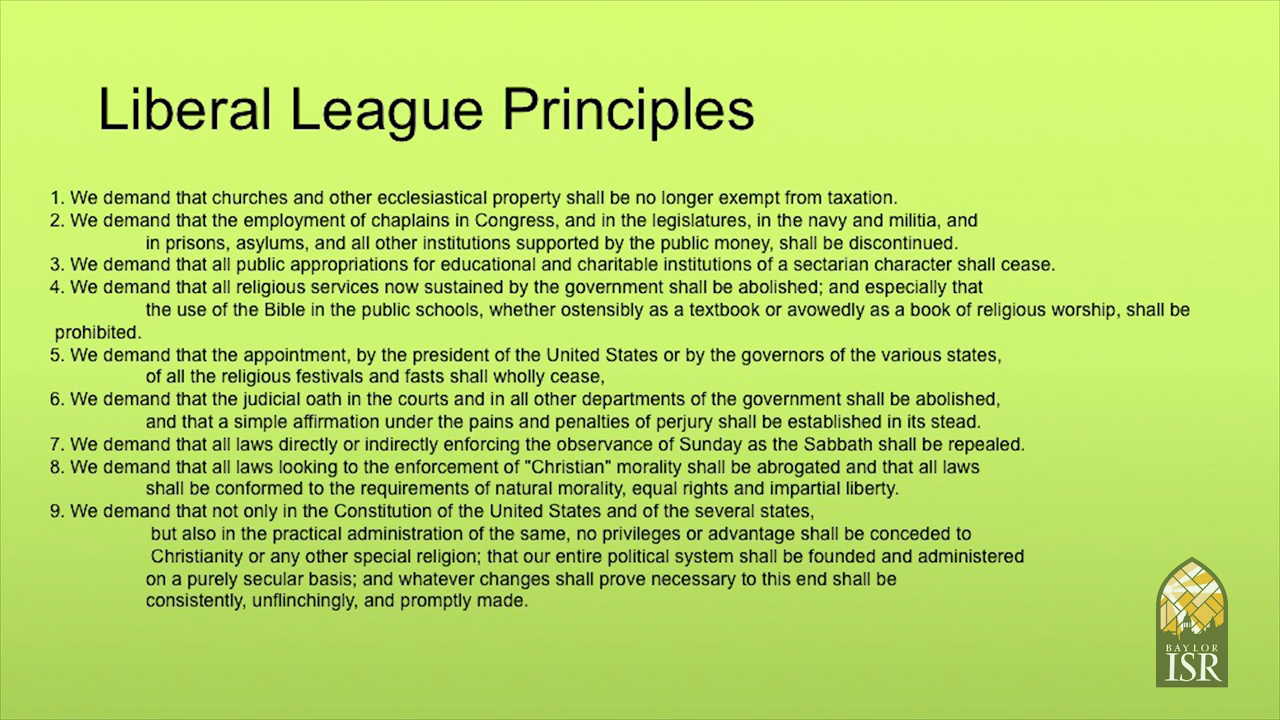 Liberal League Principles
1. We demand that churches and other ecclesiastical property shall be no longer exempt from taxation.
2. We demand that the employment of chaplains in Congress, and in the legislatures, in the navy and militia, and
in prisons, asylums, and all other institutions supported by the public money, shall be discontinued.
3. We demand that all public appropriations for educational and charitable institutions of a sectarian character shall cease.
4. We demand that all religious services now sustained by the government shall be abolished; and especially that
the use of the Bible in the public schools, whether ostensibly as a textbook or avowedly as a book of religious worship, shall be
prohibited.
5. We demand that the appointment, by the president of the United States or by the governors of the various states,
of all the religious festivals and fasts shall wholly cease,
6. We demand that the judicial oath in the courts and in all other departments of the government shall be abolished,
and that a simple affirmation under the pains and penalties of perjury shall be established in its stead.
7. We demand that all laws directly or indirectly enforcing the observance of Sunday as the Sabbath shall be repealed.
8. We demand that all laws looking to the enforcement of "Christian" morality shall be abrogated and that all laws
shall be conformed to the requirements of natural morality, equal rights and impartial liberty.
9. We demand that not only in the Constitution of the United States and of the several states,
but also in the practical administration of the same, no privileges or advantage shall be conceded to
Christianity or any other special religion; that our entire political system shall be founded and administered
on a purely secular basis; and whatever changes shall prove necessary to this end shall be
consistently, unflinchingly, and promptly made.
BAYLOR
ISR